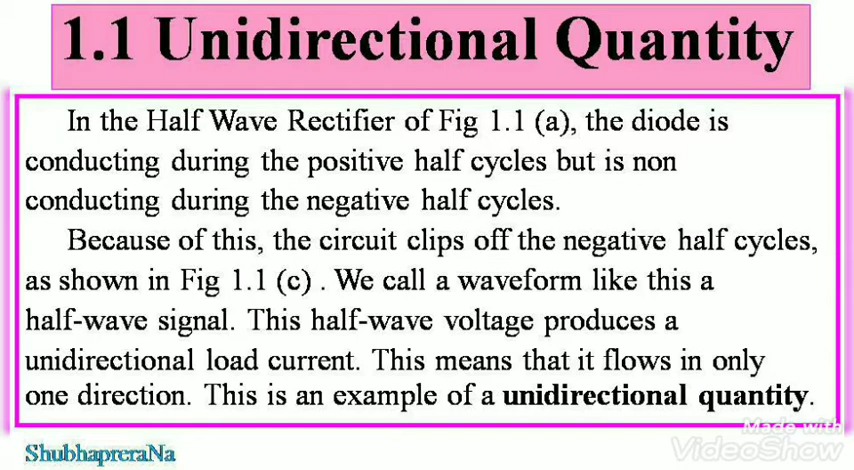 1.1 Unidirectional Quantity
In the Half Wave Rectifier of Fig 1.1 (a), the diode is
conducting during the positive half cycles but is non
conducting during the negative half cycles.
Because of this, the circuit clips off the negative half cycles,
as shown in Fig 1.1 (c) . We call a waveform like this a
half-wave signal. This half-wave voltage produces a
unidirectional load current. This means that it flows in only
one direction. This is an example of a unidirectional quantity.
Made with
VideoShow
ShubhapreraNa